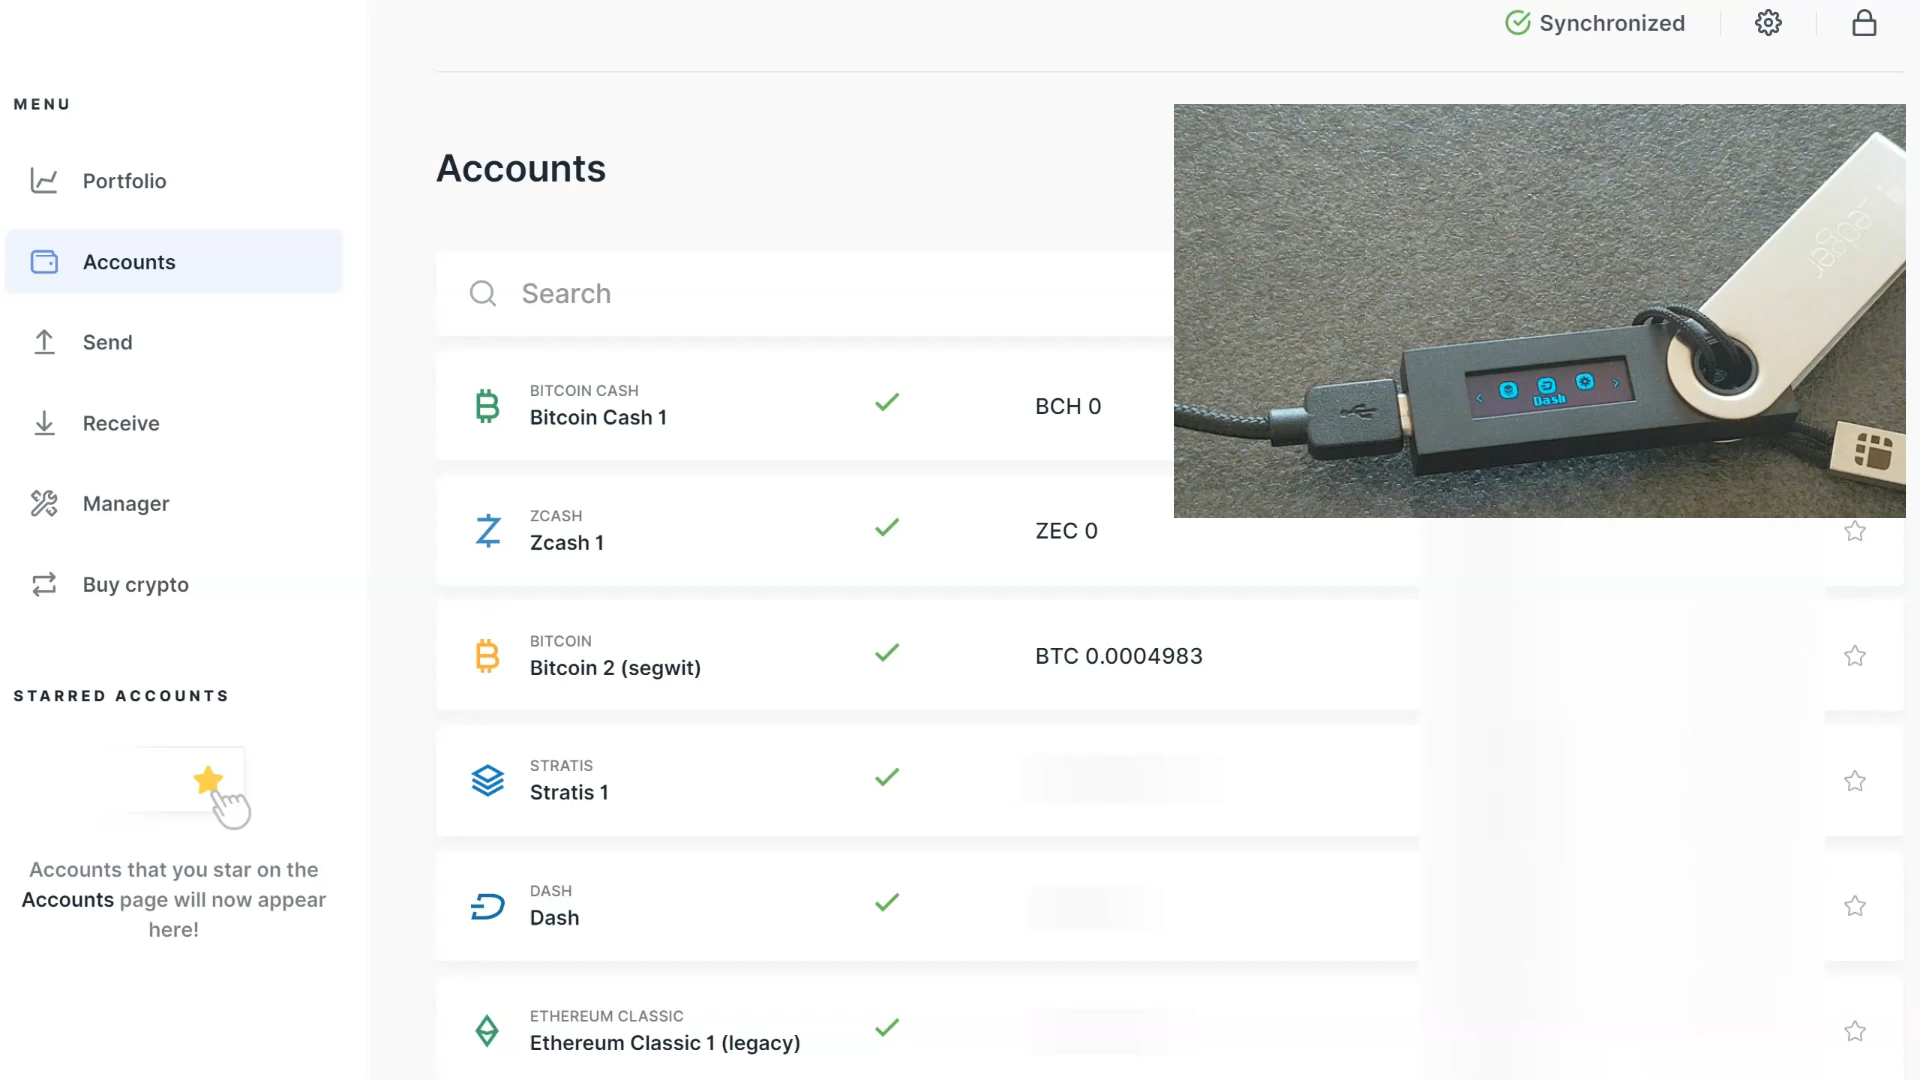 Synchronized
MENU
Portfolio
Accounts
Send
Receive
Manager
Buy crypto
STARRED ACCOUNTS
Accounts that you star on the
Accounts page will now appear
here!
Accounts
Search
BITCOIN CASH
Bitcoin Cash 1
BCH 0
ZCASH
Zcash 1
ZEC 0
BITCOIN
Bitcoin 2 (segwit)
BTC 0.0004983
STRATIS
Stratis 1
DASH
Dash
ETHEREUM CLASSIC
Ethereum Classic 1 (legacy)
Dash
Ledger